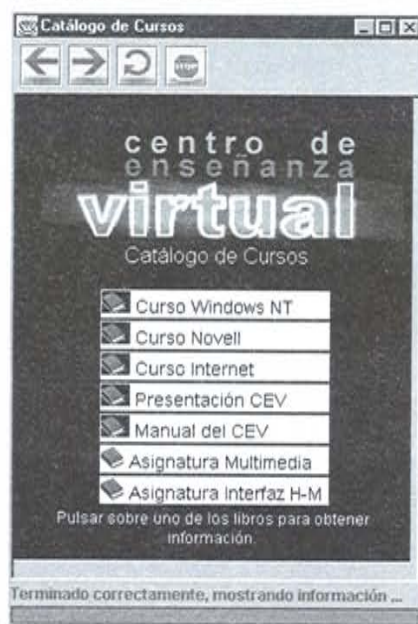 Catálogo de Cursos
STOP
centro de
enseñanza
virtual
Catálogo de Cursos
Curso Windows NT
Curso Novell
Curso Internet
Presentación CEV
Manual del CEV
Asignatura Multimedia
Asignatura Interfaz H-M
Pulsar sobre uno de los libros para obtener
información.
Terminado correctamente, mostrando información ...